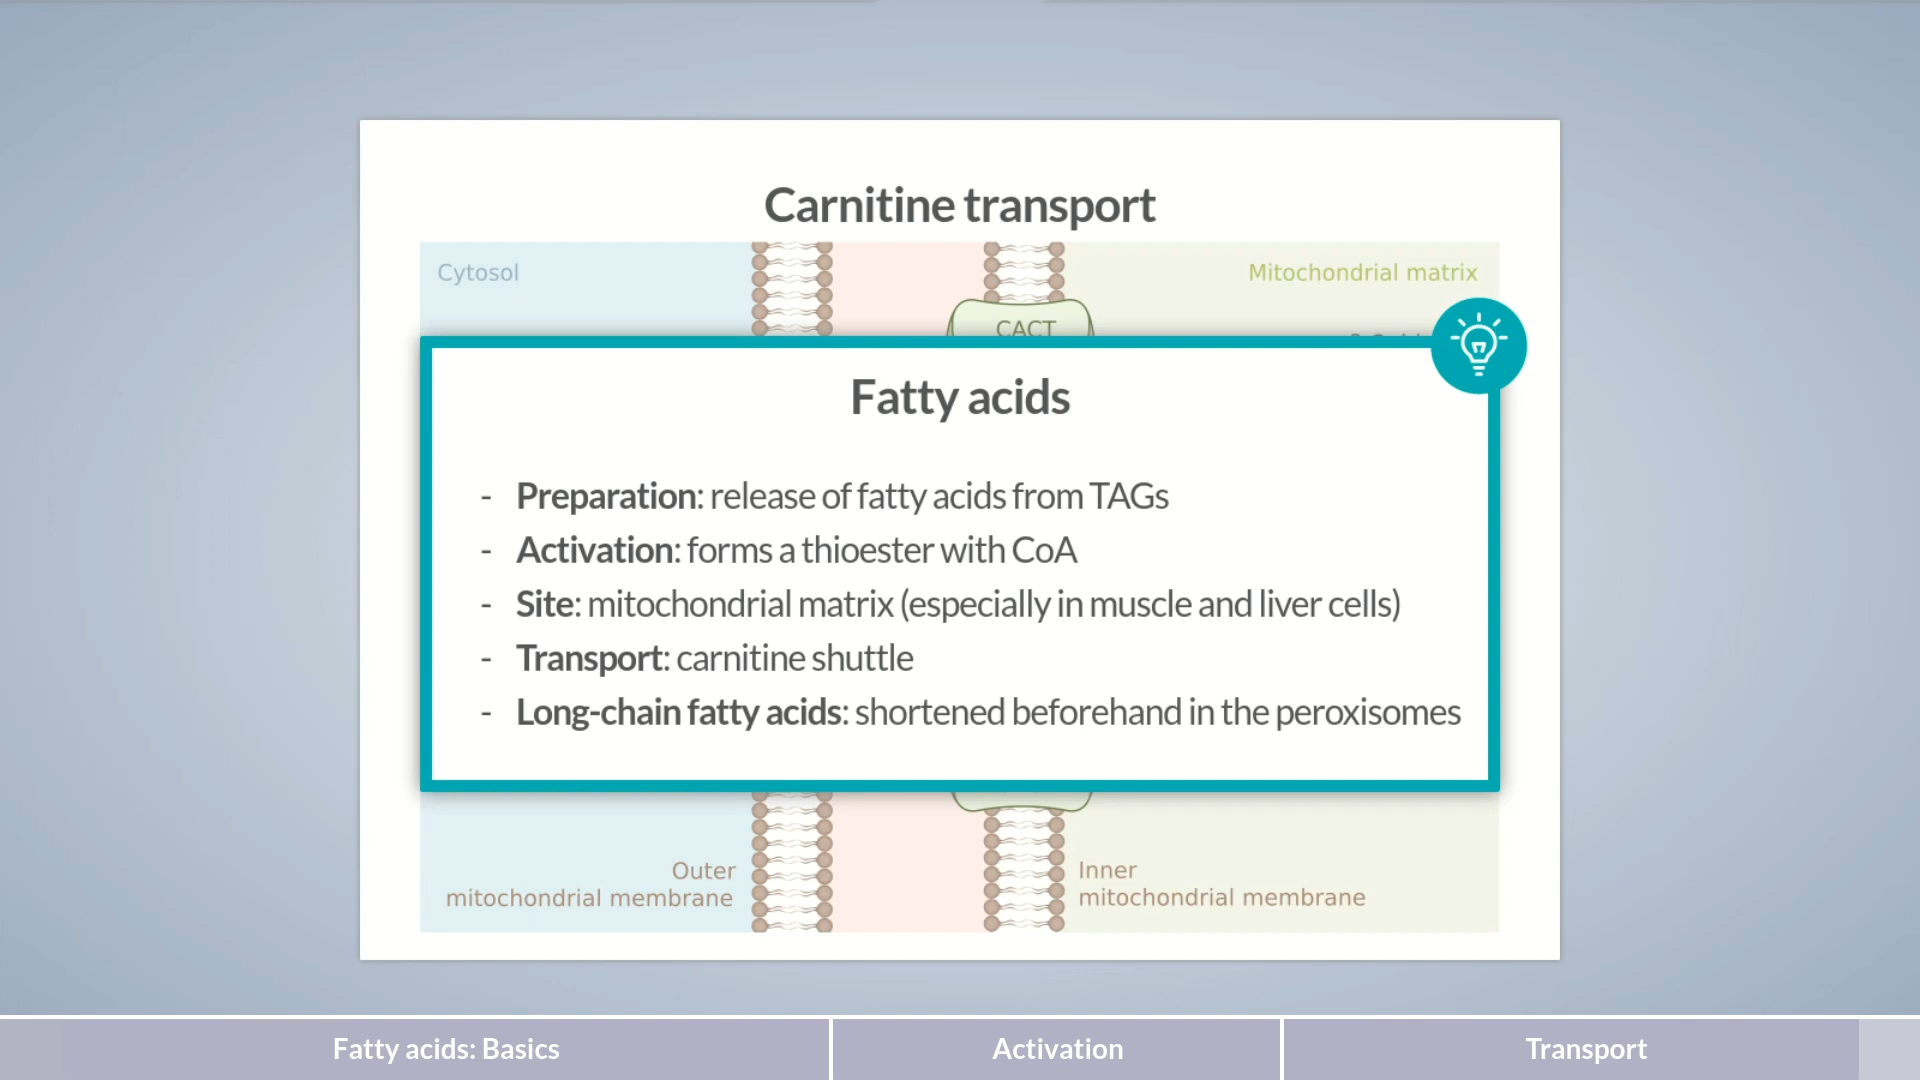 Carnitine transport
Cytosol
Mitochondrial matrix
CACT
Fatty acids
- Preparation: release of fatty acids from TAGs
- Activation: forms a thioester with CoA
- Site: mitochondrial matrix (especially in muscle and liver cells)
- Transport: carnitine shuttle
- Long-chain fatty acids: shortened beforehand in the peroxisomes
Outer
mitochondrial membrane
Inner
mitochondrial membrane
Fatty acids: Basics
Activation
Transport